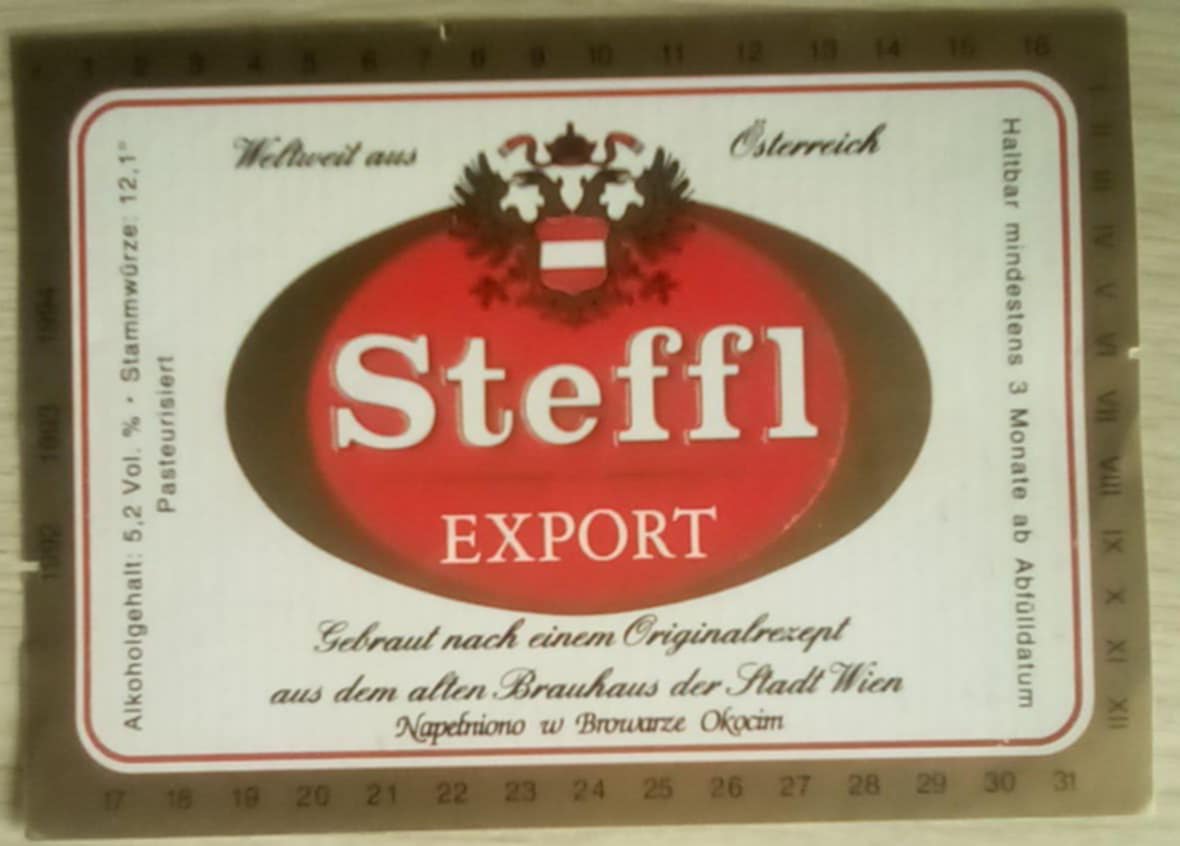 1 2 3 4 5 6 7 8 9 10 11 12 13 14 15 16
Weltweit aus Österreich
Steffl
EXPORT
Gebraut nach einem Originalrezept
aus dem alten Brauhaus der Stadt Wien
Napełniono w Browarze Okocim
Alkoholgehalt: 5,2 Vol. % · Stammwürze: 12,1°
Pasteurisiert
Haltbar mindestens 3 Monate ab Abfülldatum
1992 1993 1994
I II III IV V VI VII VIII IX X XI XII
17 18 19 20 21 22 23 24 25 26 27 28 29 30 31